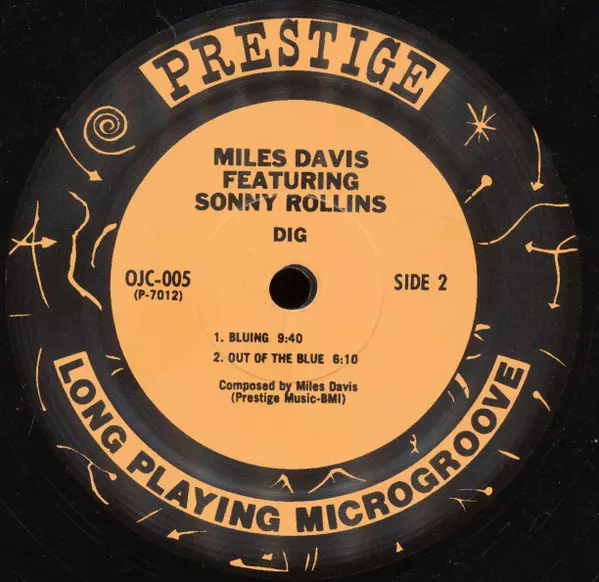 PRESTIGE
MILES DAVIS
FEATURING
SONNY ROLLINS
DIG
OJC-005
(P-7012)
SIDE 2
1. BLUING 9:40
2. OUT OF THE BLUE 6:10
Composed by Miles Davis
(Prestige Music-BMI)
LONG PLAYING MICROGROOVE